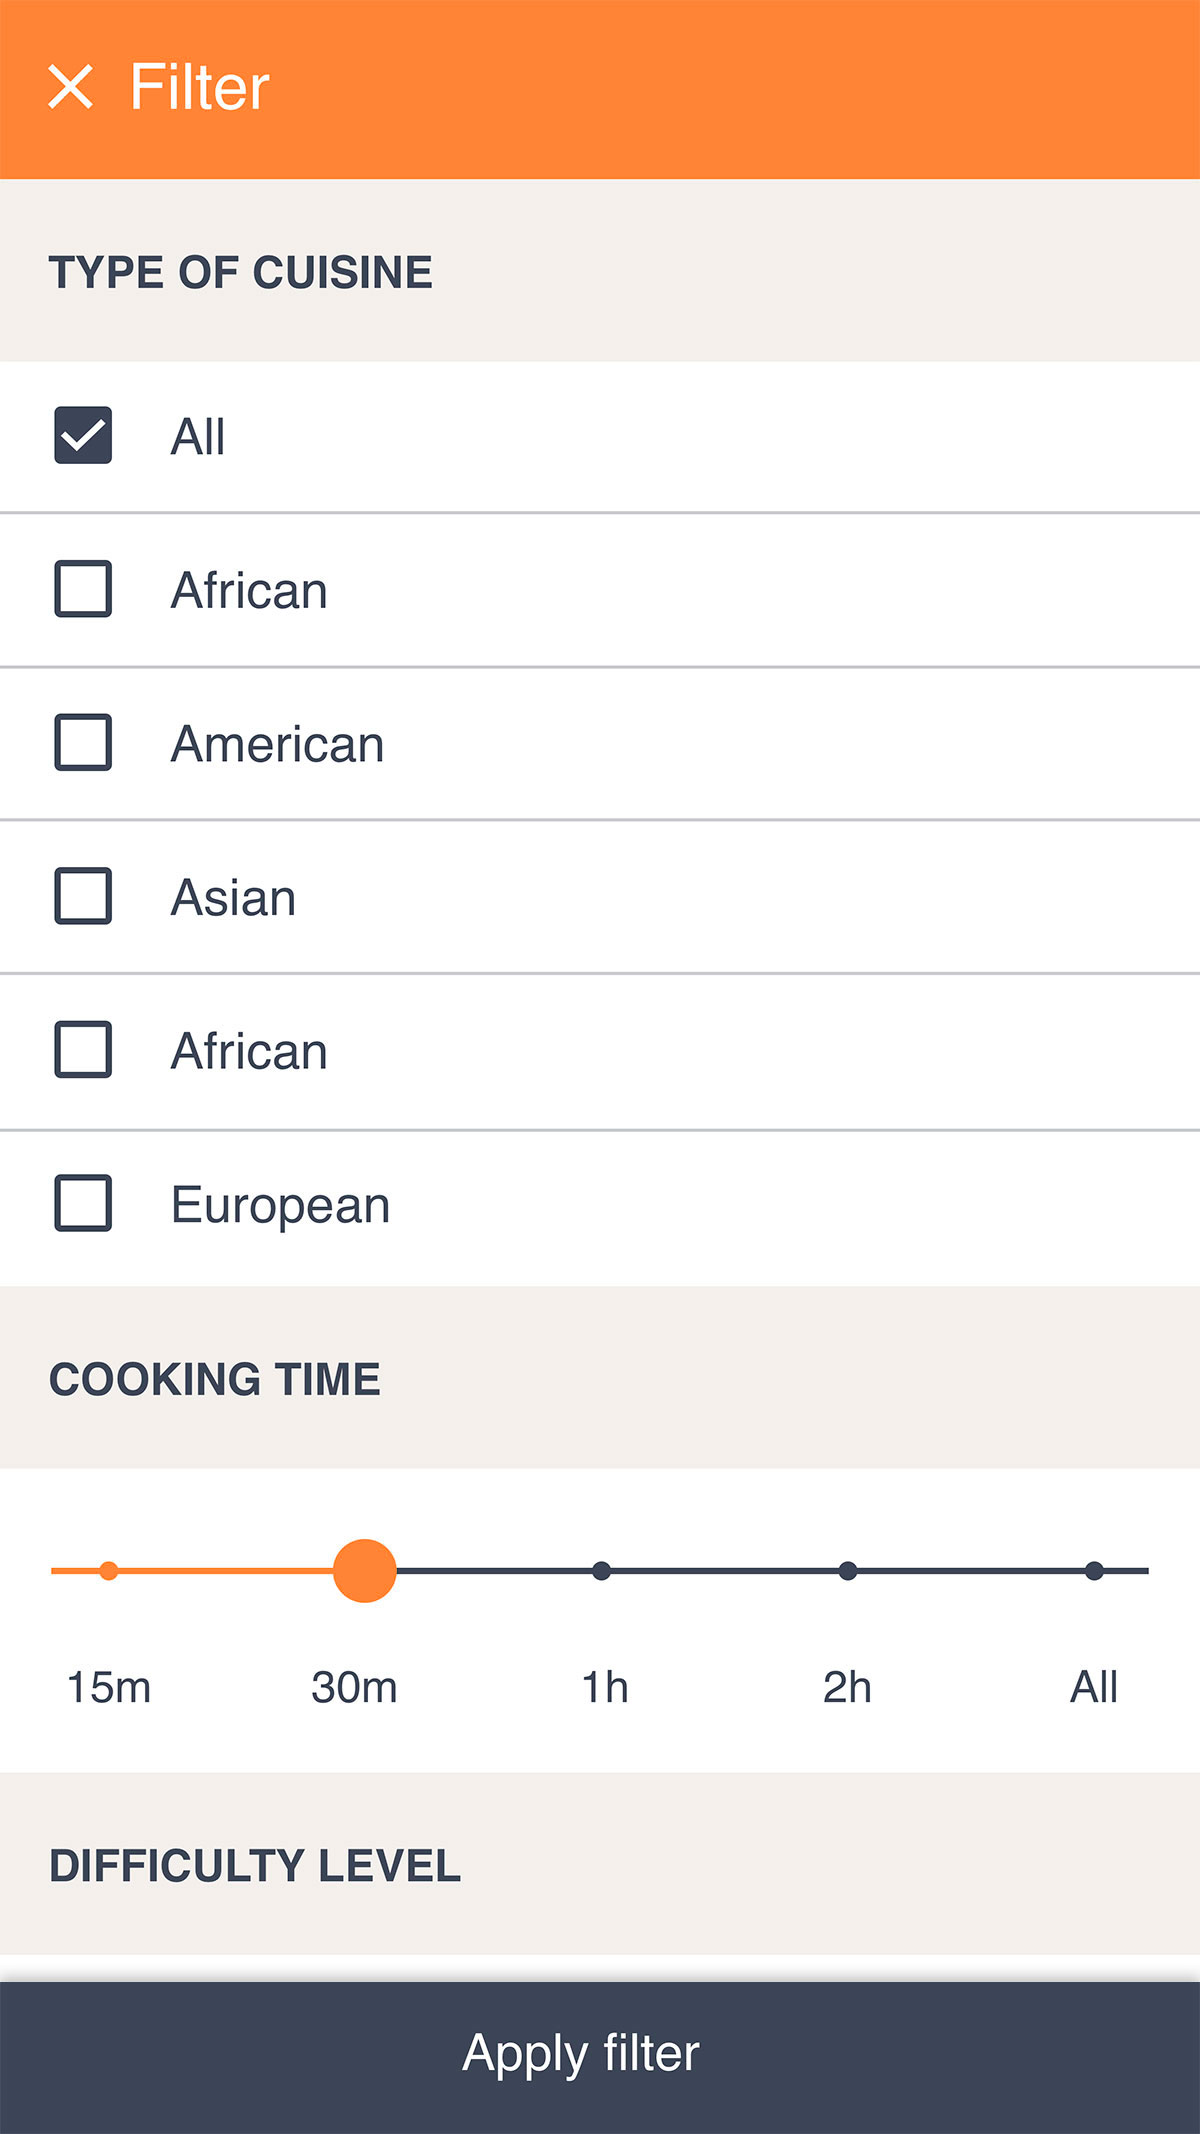 Filter
TYPE OF CUISINE
All
African
American
Asian
African
European
COOKING TIME
15m 30m 1h 2h All
DIFFICULTY LEVEL
Apply filter